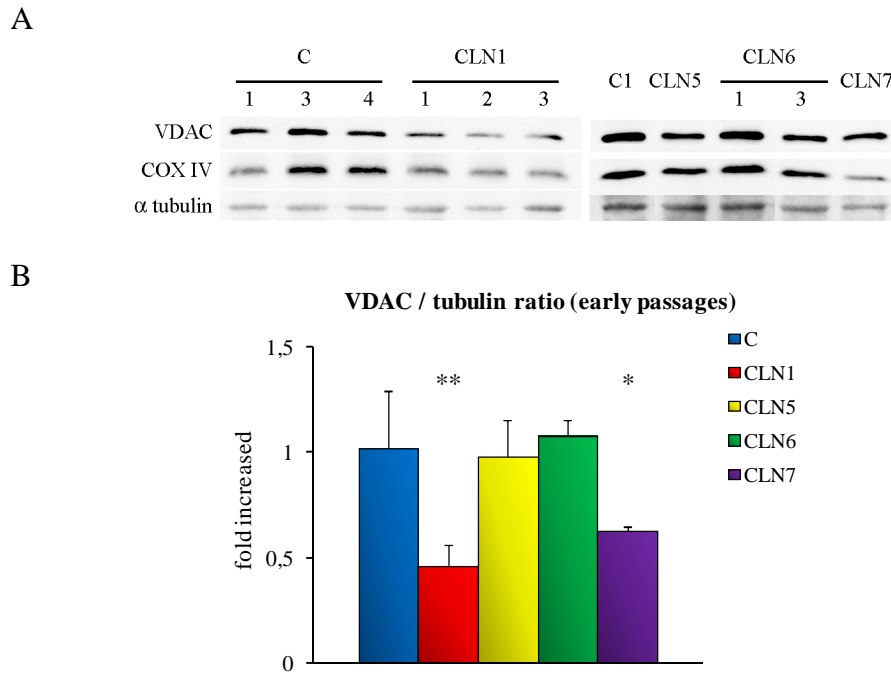 A
C CLN1 C1 CLN5 CLN6 CLN7
1 3 4 1 2 3 1 3
VDAC
COX IV
α tubulin
B
VDAC / tubulin ratio (early passages)
fold increased
1,5
1
0,5
0
**
*
C
CLN1
CLN5
CLN6
CLN7